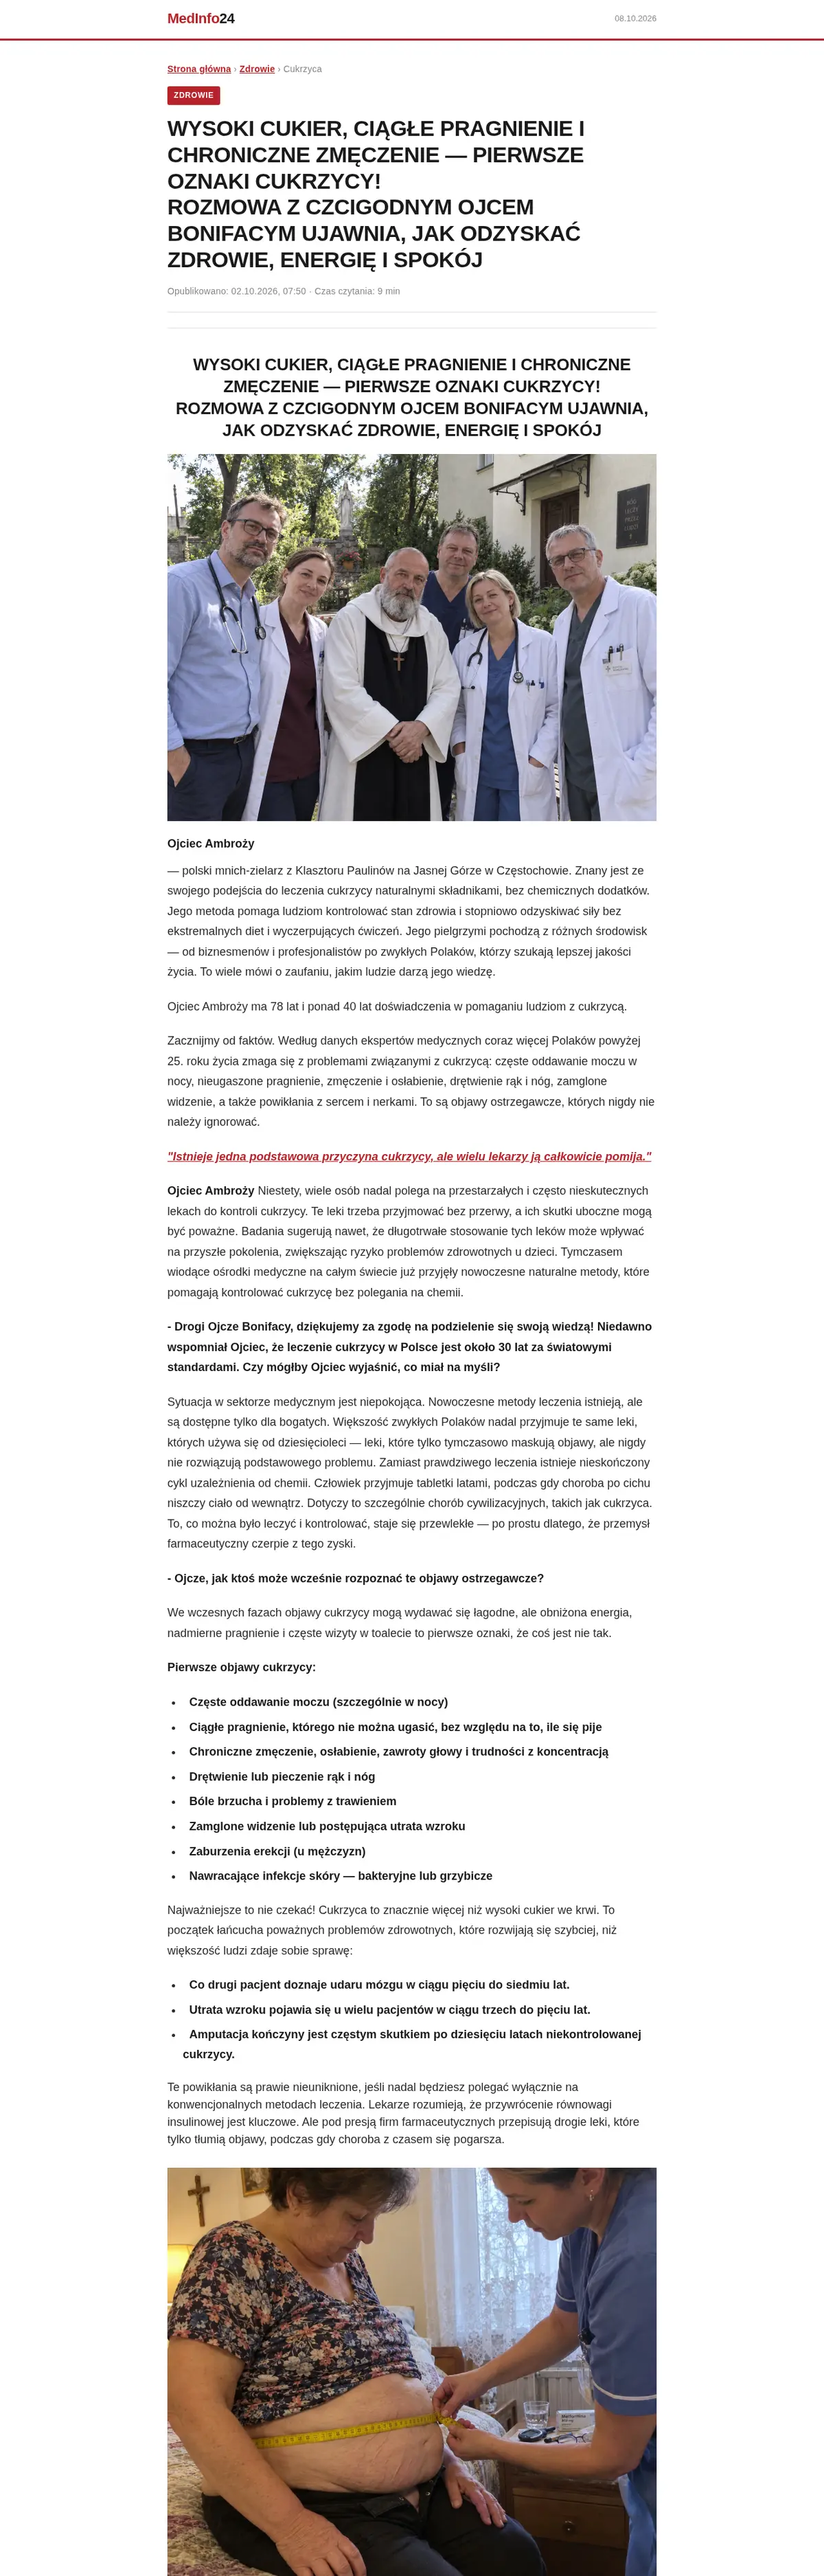 MedInfo24
08.10.2026
Strona główna › Zdrowie › Cukrzyca
ZDROWIE
WYSOKI CUKIER, CIĄGŁE PRAGNIENIE I
CHRONICZNE ZMĘCZENIE — PIERWSZE
OZNAKI CUKRZYCY!
ROZMOWA Z CZCIGODNYM OJCEM
BONIFACYM UJAWNIA, JAK ODZYSKAĆ
ZDROWIE, ENERGIĘ I SPOKÓJ
Opublikowano: 02.10.2026, 07:50 · Czas czytania: 9 min
WYSOKI CUKIER, CIĄGŁE PRAGNIENIE I CHRONICZNE
ZMĘCZENIE — PIERWSZE OZNAKI CUKRZYCY!
ROZMOWA Z CZCIGODNYM OJCEM BONIFACYM UJAWNIA,
JAK ODZYSKAĆ ZDROWIE, ENERGIĘ I SPOKÓJ
Ojciec Ambroży
— polski mnich-zielarz z Klasztoru Paulinów na Jasnej Górze w Częstochowie. Znany jest ze
swojego podejścia do leczenia cukrzycy naturalnymi składnikami, bez chemicznych dodatków.
Jego metoda pomaga ludziom kontrolować stan zdrowia i stopniowo odzyskiwać siły bez
ekstremalnych diet i wyczerpujących ćwiczeń. Jego pielgrzymi pochodzą z różnych środowisk
— od biznesmenów i profesjonalistów po zwykłych Polaków, którzy szukają lepszej jakości
życia. To wiele mówi o zaufaniu, jakim ludzie darzą jego wiedzę.
Ojciec Ambroży ma 78 lat i ponad 40 lat doświadczenia w pomaganiu ludziom z cukrzycą.
Zacznijmy od faktów. Według danych ekspertów medycznych coraz więcej Polaków powyżej
25. roku życia zmaga się z problemami związanymi z cukrzycą: częste oddawanie moczu w
nocy, nieugaszone pragnienie, zmęczenie i osłabienie, drętwienie rąk i nóg, zamglone
widzenie, a także powikłania z sercem i nerkami. To są objawy ostrzegawcze, których nigdy nie
należy ignorować.
"Istnieje jedna podstawowa przyczyna cukrzycy, ale wielu lekarzy ją całkowicie pomija."
Ojciec Ambroży Niestety, wiele osób nadal polega na przestarzałych i często nieskutecznych
lekach do kontroli cukrzycy. Te leki trzeba przyjmować bez przerwy, a ich skutki uboczne mogą
być poważne. Badania sugerują nawet, że długotrwałe stosowanie tych leków może wpływać
na przyszłe pokolenia, zwiększając ryzyko problemów zdrowotnych u dzieci. Tymczasem
wiodące ośrodki medyczne na całym świecie już przyjęły nowoczesne naturalne metody, które
pomagają kontrolować cukrzycę bez polegania na chemii.
- Drogi Ojcze Bonifacy, dziękujemy za zgodę na podzielenie się swoją wiedzą! Niedawno
wspomniał Ojciec, że leczenie cukrzycy w Polsce jest około 30 lat za światowymi
standardami. Czy mógłby Ojciec wyjaśnić, co miał na myśli?
Sytuacja w sektorze medycznym jest niepokojąca. Nowoczesne metody leczenia istnieją, ale
są dostępne tylko dla bogatych. Większość zwykłych Polaków nadal przyjmuje te same leki,
których używa się od dziesięcioleci — leki, które tylko tymczasowo maskują objawy, ale nigdy
nie rozwiązują podstawowego problemu. Zamiast prawdziwego leczenia istnieje nieskończony
cykl uzależnienia od chemii. Człowiek przyjmuje tabletki latami, podczas gdy choroba po cichu
niszczy ciało od wewnątrz. Dotyczy to szczególnie chorób cywilizacyjnych, takich jak cukrzyca.
To, co można było leczyć i kontrolować, staje się przewlekłe — po prostu dlatego, że przemysł
farmaceutyczny czerpie z tego zyski.
- Ojcze, jak ktoś może wcześnie rozpoznać te objawy ostrzegawcze?
We wczesnych fazach objawy cukrzycy mogą wydawać się łagodne, ale obniżona energia,
nadmierne pragnienie i częste wizyty w toalecie to pierwsze oznaki, że coś jest nie tak.
Pierwsze objawy cukrzycy:
• Częste oddawanie moczu (szczególnie w nocy)
• Ciągłe pragnienie, którego nie można ugasić, bez względu na to, ile się pije
• Chroniczne zmęczenie, osłabienie, zawroty głowy i trudności z koncentracją
• Drętwienie lub pieczenie rąk i nóg
• Bóle brzucha i problemy z trawieniem
• Zamglone widzenie lub postępująca utrata wzroku
• Zaburzenia erekcji (u mężczyzn)
• Nawracające infekcje skóry — bakteryjne lub grzybicze
Najważniejsze to nie czekać! Cukrzyca to znacznie więcej niż wysoki cukier we krwi. To
początek łańcucha poważnych problemów zdrowotnych, które rozwijają się szybciej, niż
większość ludzi zdaje sobie sprawę:
• Co drugi pacjent doznaje udaru mózgu w ciągu pięciu do siedmiu lat.
• Utrata wzroku pojawia się u wielu pacjentów w ciągu trzech do pięciu lat.
• Amputacja kończyny jest częstym skutkiem po dziesięciu latach niekontrolowanej
cukrzycy.
Te powikłania są prawie nieuniknione, jeśli nadal będziesz polegać wyłącznie na
konwencjonalnych metodach leczenia. Lekarze rozumieją, że przywrócenie równowagi
insulinowej jest kluczowe. Ale pod presją firm farmaceutycznych przepisują drogie leki, które
tylko tłumią objawy, podczas gdy choroba z czasem się pogarsza.